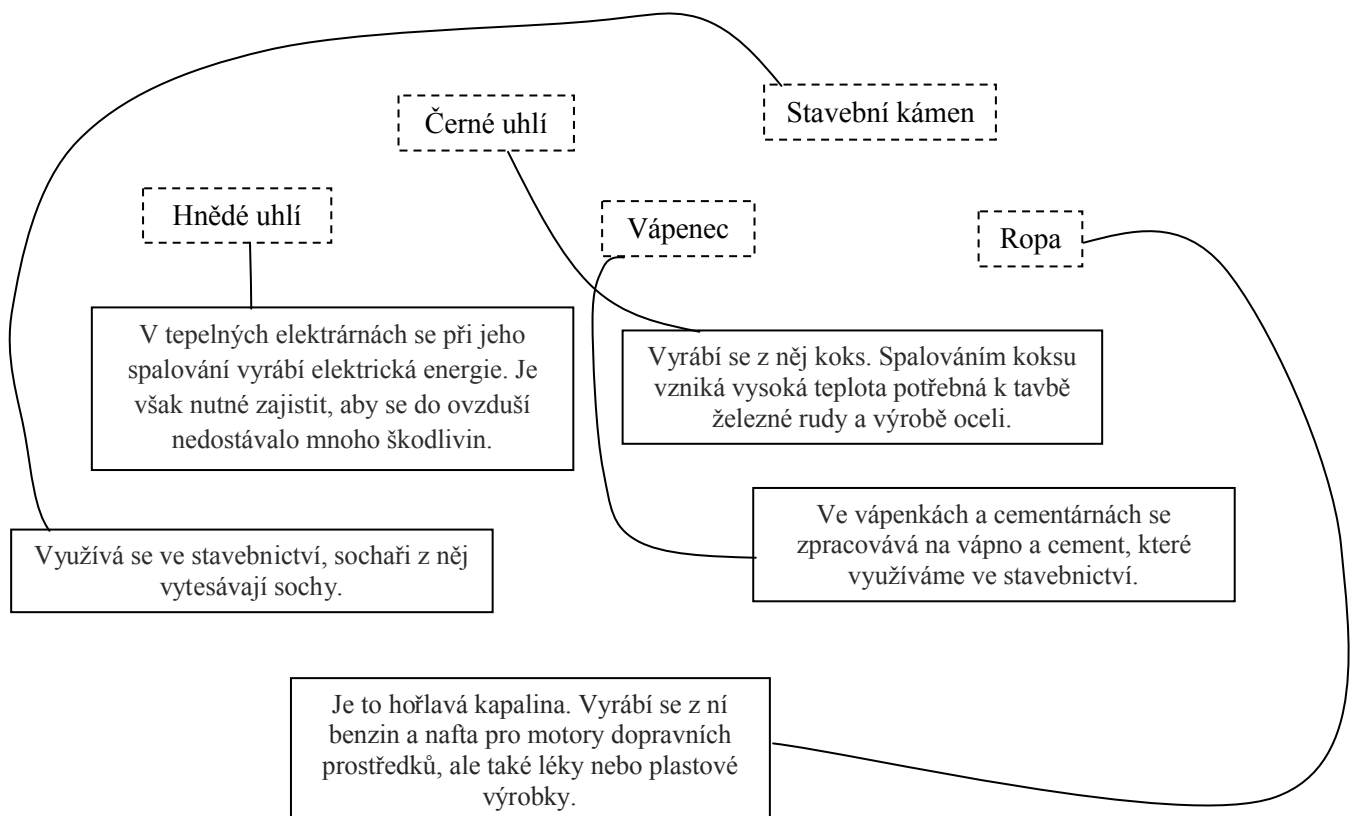 Stavební kámen
Černé uhlí
Hnědé uhlí
Vápenec
Ropa
V tepelných elektrárnách se při jeho
spalování vyrábí elektrická energie. Je
však nutné zajistit, aby se do ovzduší
nedostávalo mnoho škodlivin.
Vyrábí se z něj koks. Spalováním koksu
vzniká vysoká teplota potřebná k tavbě
železné rudy a výrobě oceli.
Ve vápenkách a cementárnách se
zpracovává na vápno a cement, které
využíváme ve stavebnictví.
Využívá se ve stavebnictví, sochaři z něj
vytesávají sochy.
Je to hořlavá kapalina. Vyrábí se z ní
benzin a nafta pro motory dopravních
prostředků, ale také léky nebo plastové
výrobky.